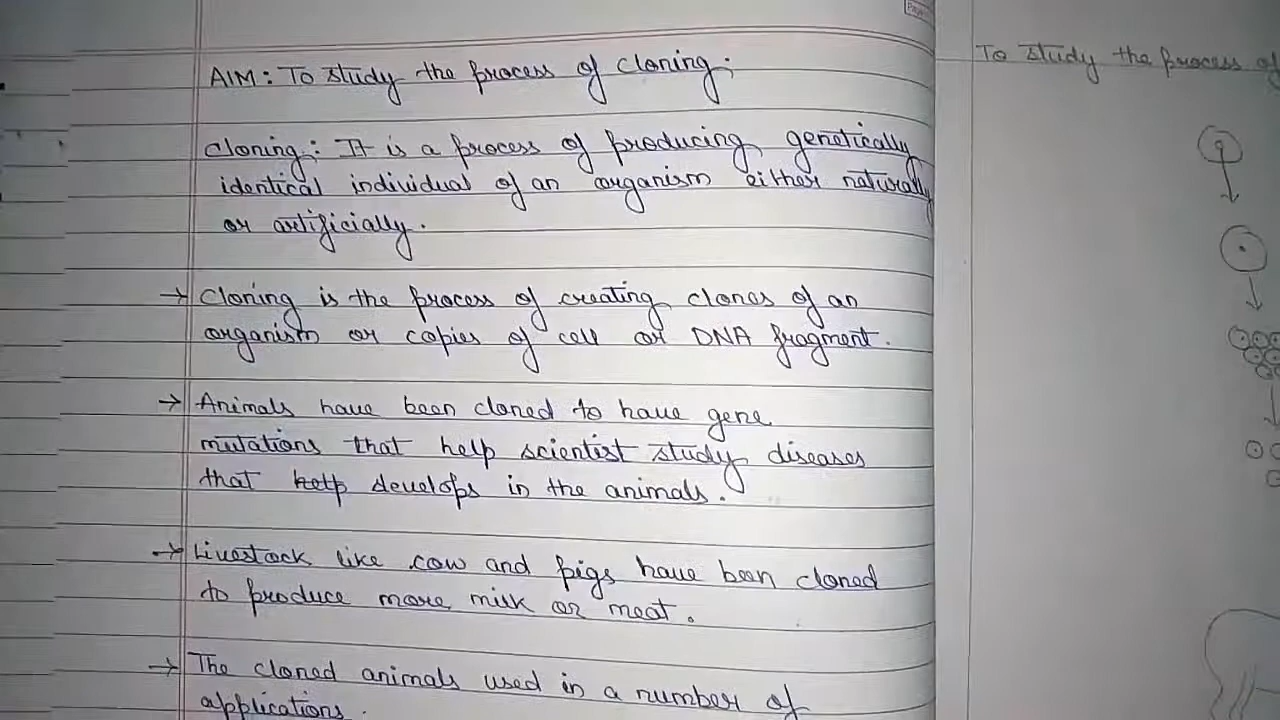 AIM: To study the process of cloning.
Cloning: It is a process of producing genetically
identical individual of an organism either naturally
or artificially.
→ Cloning is the process of creating clones of an
organism or copies of cell or DNA fragment.
→ Animals have been cloned to have gene
mutations that help scientist study diseases
that help develops in the animals.
→ Livestock like cow and pigs have been cloned
to produce more milk or meat.
→ The cloned animals used in a number of
applications.
To study the process of